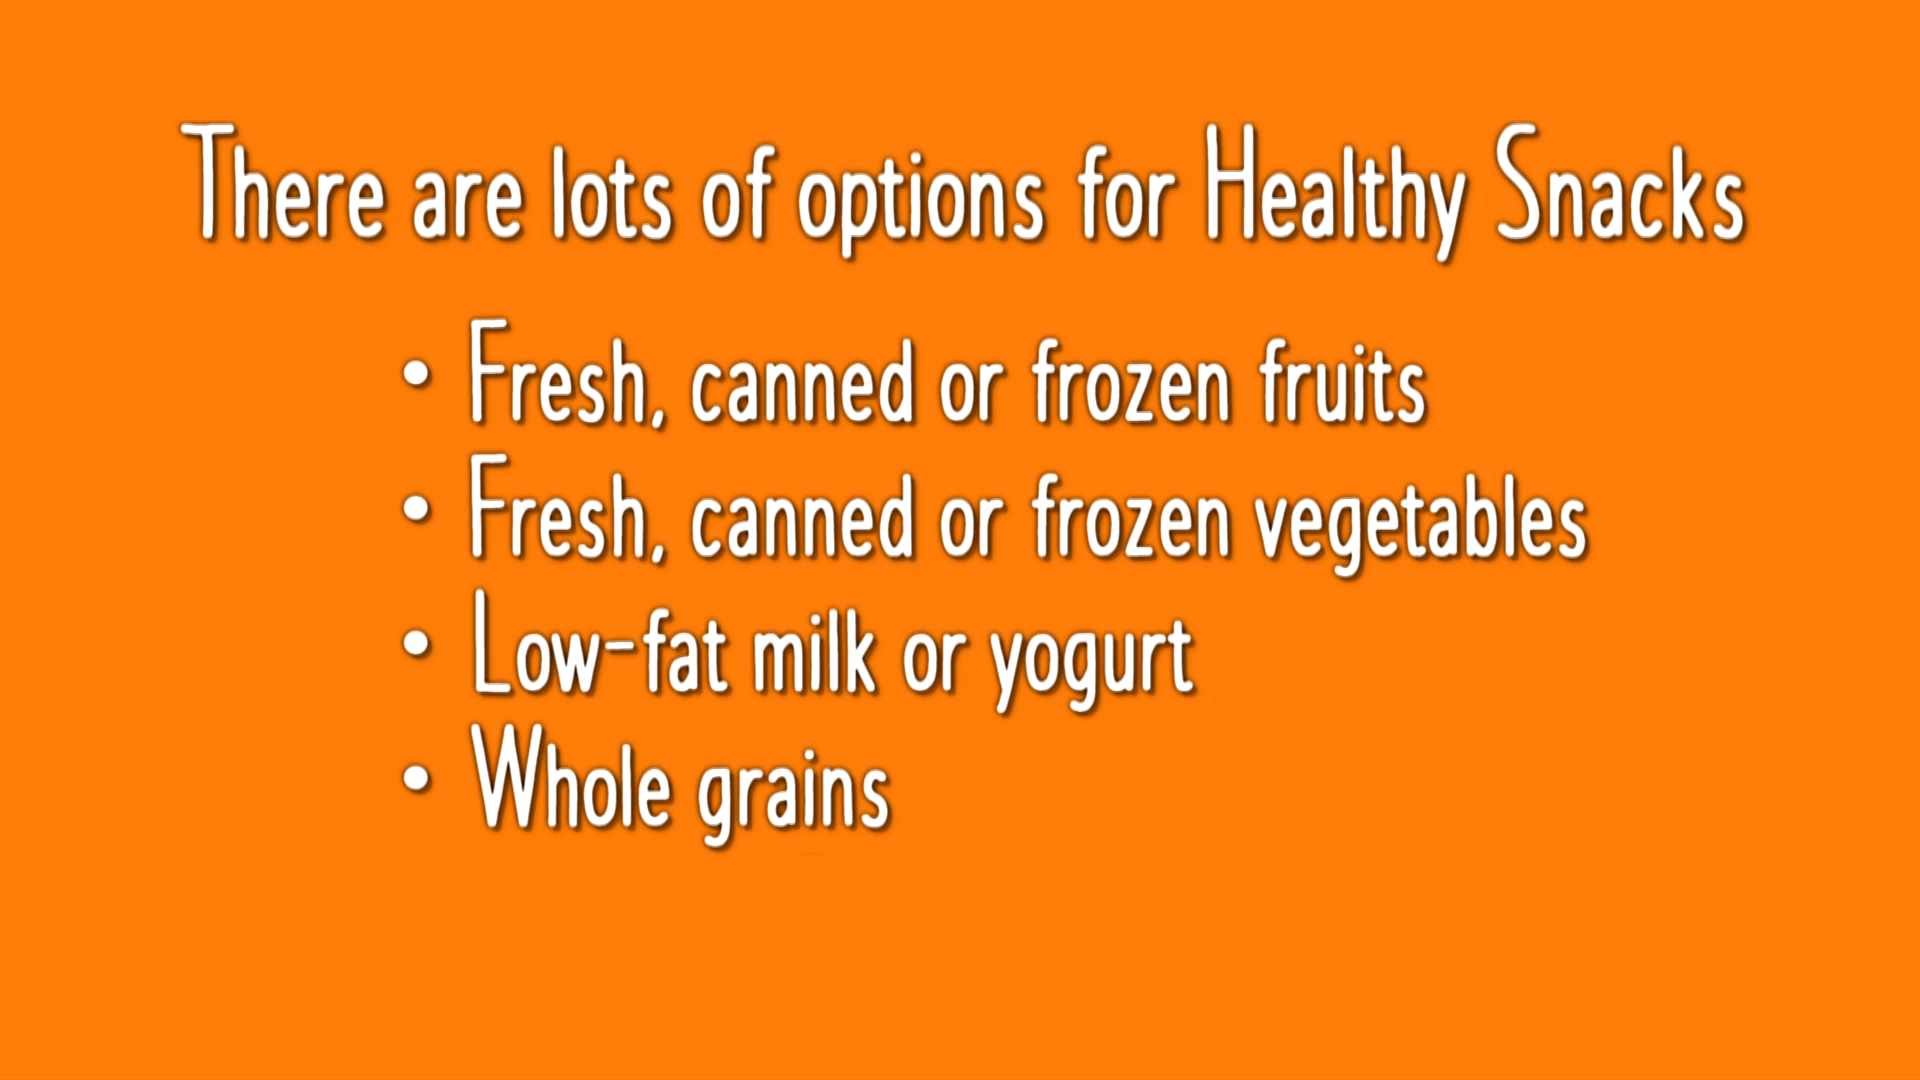 There are lots of options for Healthy Snacks
• Fresh, canned or frozen fruits
• Fresh, canned or frozen vegetables
• Low-fat milk or yogurt
• Whole grains